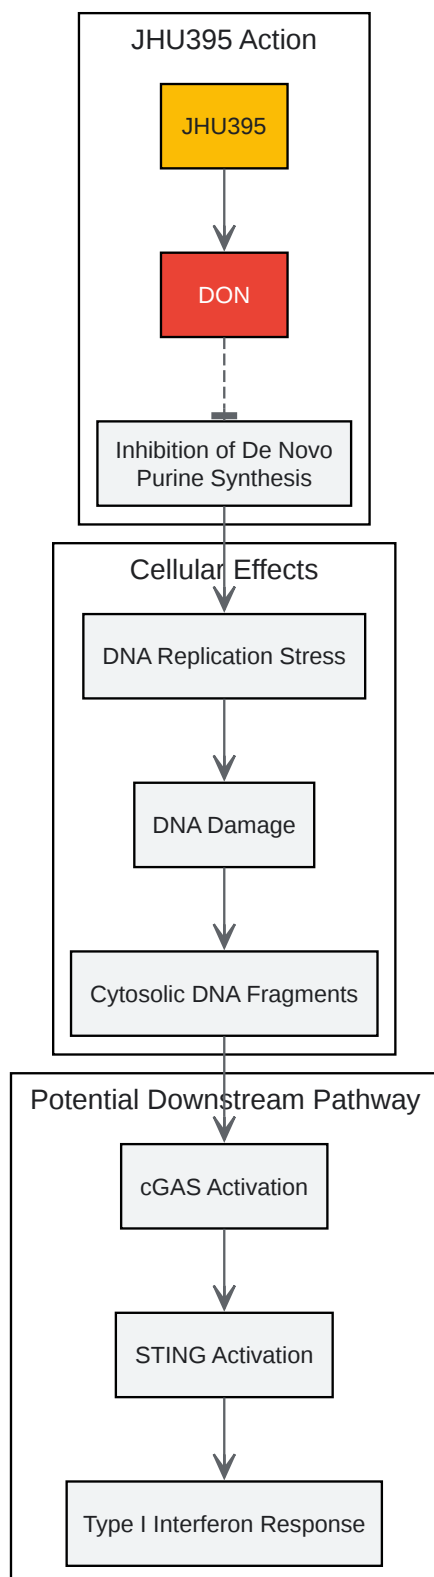 JHU395 Action
JHU395
DON
Inhibition of De Novo
Purine Synthesis
Cellular Effects
DNA Replication Stress
DNA Damage
Cytosolic DNA Fragments
Potential Downstream Pathway
cGAS Activation
STING Activation
Type I Interferon Response